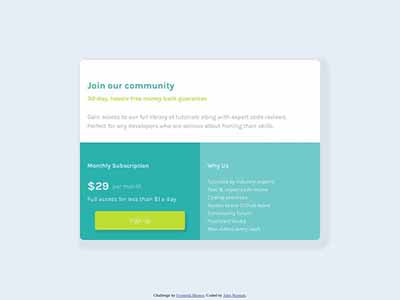 Join our community
30-day, hassle-free money back guarantee
Gain access to our full library of tutorials along with expert code reviews.
Perfect for any developers who are serious about honing their skills.
Monthly Subscription
$29 per month
Full access for less than $1 a day
Sign Up
Why Us
Tutorials by industry experts
Peer & expert code review
Coding exercises
Access to our GitHub repos
Community forum
Flashcard decks
New videos every week
Challenge by Frontend Mentor. Coded by